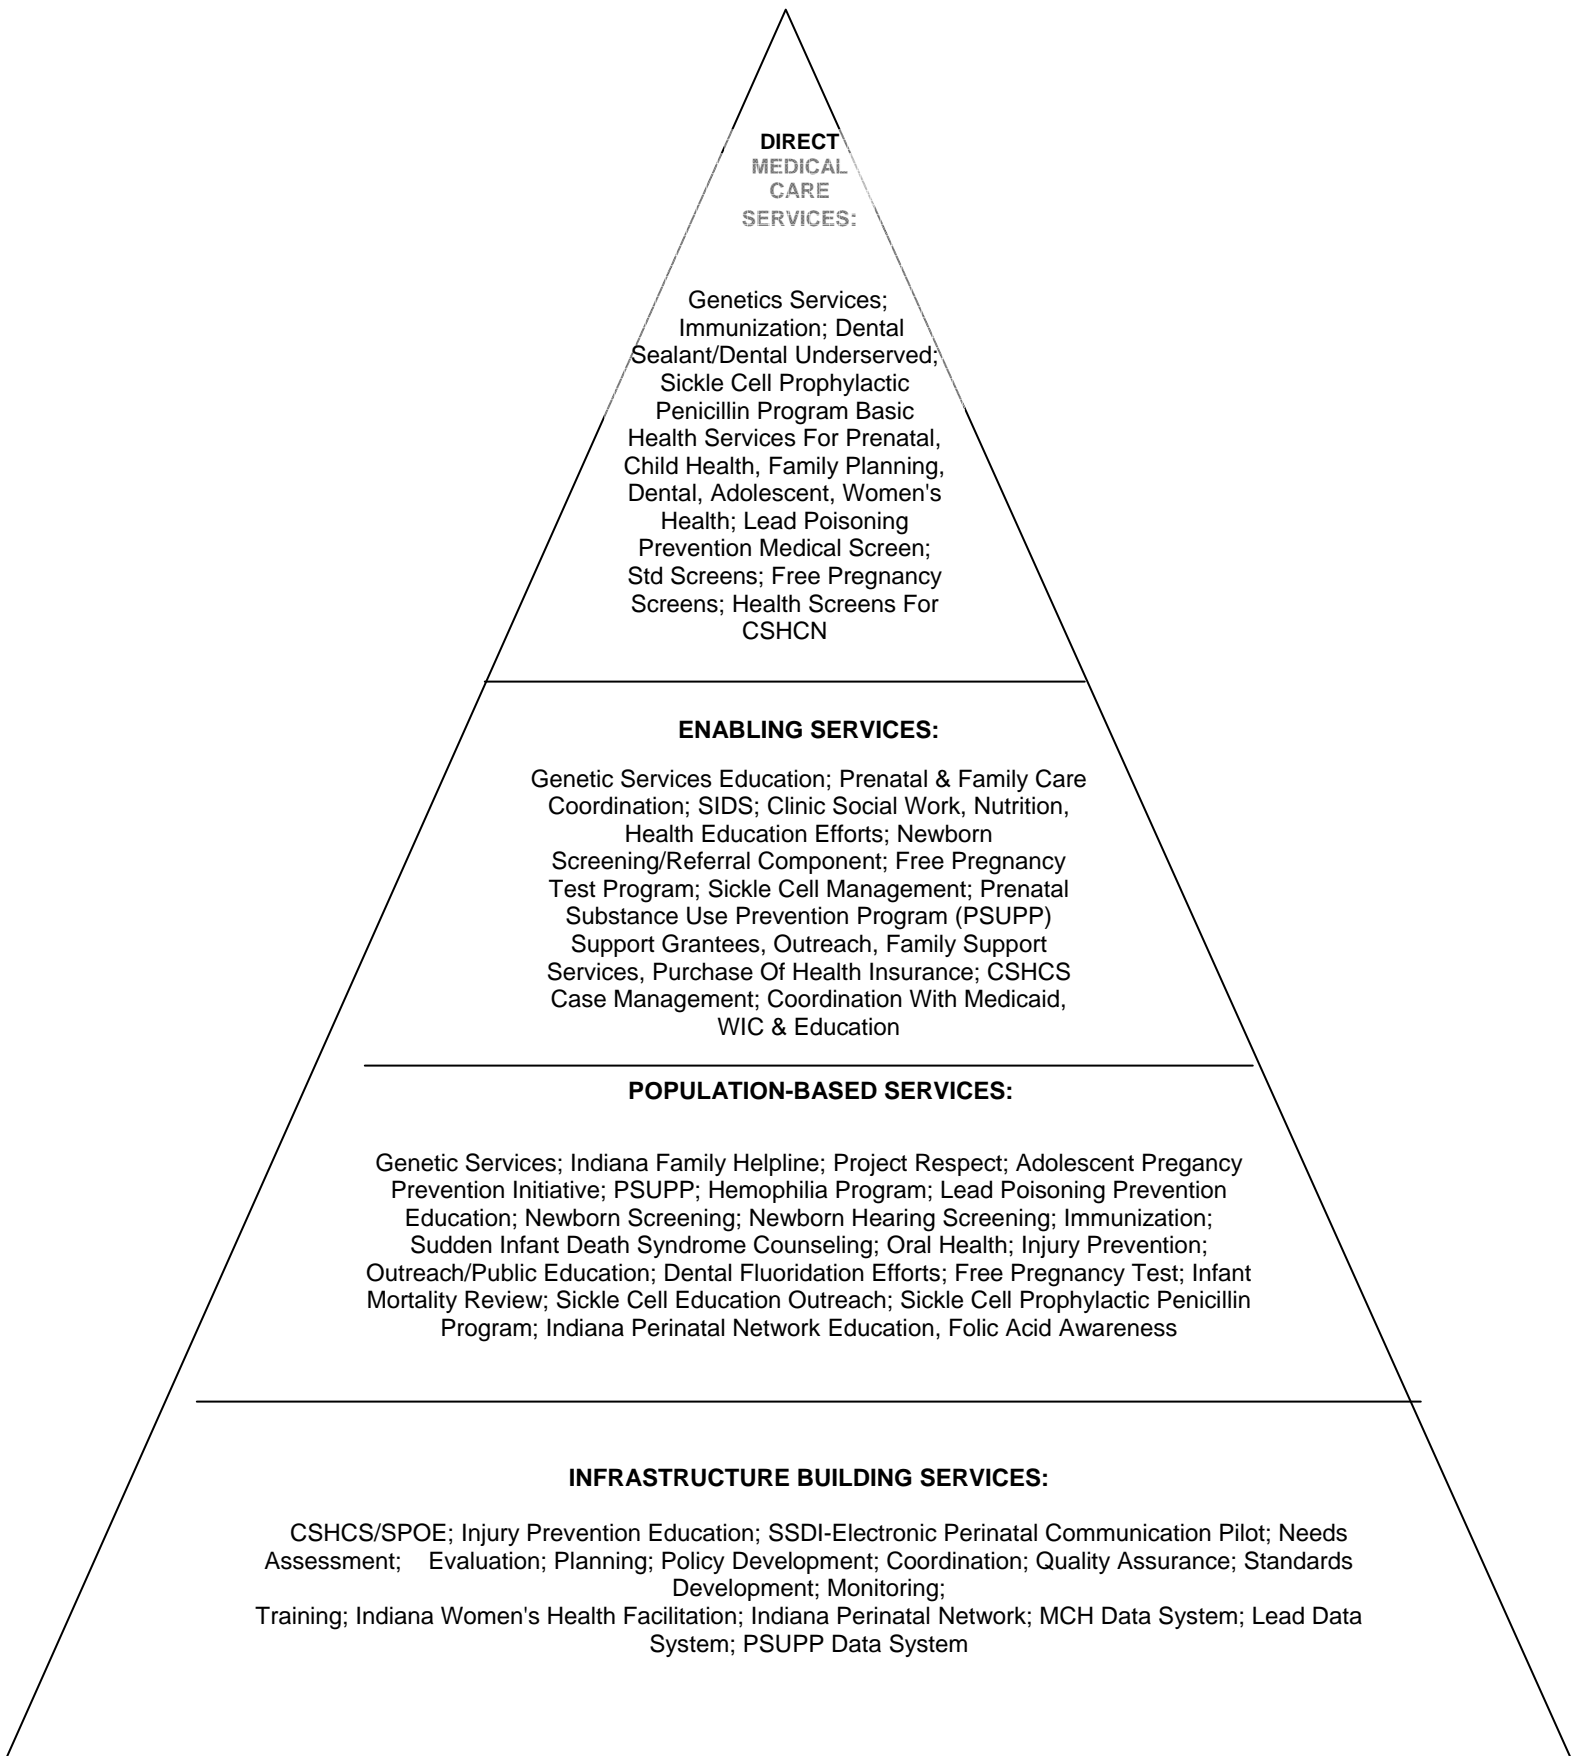 DIRECT
MEDICAL
CARE
SERVICES:
Genetics Services;
Immunization; Dental
Sealant/Dental Underserved;
Sickle Cell Prophylactic
Penicillin Program Basic
Health Services For Prenatal,
Child Health, Family Planning,
Dental, Adolescent, Women's
Health; Lead Poisoning
Prevention Medical Screen;
Std Screens; Free Pregnancy
Screens; Health Screens For
CSHCN
ENABLING SERVICES:
Genetic Services Education; Prenatal & Family Care
Coordination; SIDS; Clinic Social Work, Nutrition,
Health Education Efforts; Newborn
Screening/Referral Component; Free Pregnancy
Test Program; Sickle Cell Management; Prenatal
Substance Use Prevention Program (PSUPP)
Support Grantees, Outreach, Family Support
Services, Purchase Of Health Insurance; CSHCS
Case Management; Coordination With Medicaid,
WIC & Education
POPULATION-BASED SERVICES:
Genetic Services; Indiana Family Helpline; Project Respect; Adolescent Pregancy
Prevention Initiative; PSUPP; Hemophilia Program; Lead Poisoning Prevention
Education; Newborn Screening; Newborn Hearing Screening; Immunization;
Sudden Infant Death Syndrome Counseling; Oral Health; Injury Prevention;
Outreach/Public Education; Dental Fluoridation Efforts; Free Pregnancy Test; Infant
Mortality Review; Sickle Cell Education Outreach; Sickle Cell Prophylactic Penicillin
Program; Indiana Perinatal Network Education, Folic Acid Awareness
INFRASTRUCTURE BUILDING SERVICES:
CSHCS/SPOE; Injury Prevention Education; SSDI-Electronic Perinatal Communication Pilot; Needs
Assessment; Evaluation; Planning; Policy Development; Coordination; Quality Assurance; Standards
Development; Monitoring;
Training; Indiana Women's Health Facilitation; Indiana Perinatal Network; MCH Data System; Lead Data
System; PSUPP Data System